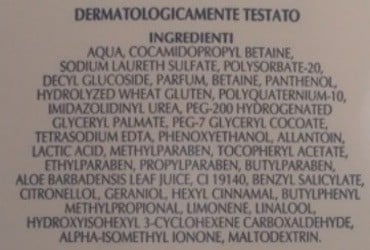 DERMATOLOGICAMENTE TESTATO
INGREDIENTI
AQUA, COCAMIDOPROPYL BETAINE,
SODIUM LAURETH SULFATE, POLYSORBATE-20,
DECYL GLUCOSIDE, PARFUM, BETAINE, PANTHENOL,
HYDROLYZED WHEAT GLUTEN, POLYQUATERNIUM-10,
IMIDAZOLIDINYL UREA, PEG-200 HYDROGENATED
GLYCERYL PALMATE, PEG-7 GLYCERYL COCOATE,
TETRASODIUM EDTA, PHENOXYETHANOL, ALLANTOIN,
LACTIC ACID, METHYLPARABEN, TOCOPHERYL ACETATE,
ETHYLPARABEN, PROPYLPARABEN, BUTYLPARABEN,
ALOE BARBADENSIS LEAF JUICE, CI 19140, BENZYL SALICYLATE,
CITRONELLOL, GERANIOL, HEXYL CINNAMAL, BUTYLPHENYL
METHYLPROPIONAL, LIMONENE, LINALOOL,
HYDROXYISOHEXYL 3-CYCLOHEXENE CARBOXALDEHYDE,
ALPHA-ISOMETHYL IONONE, MALTODEXTRIN.